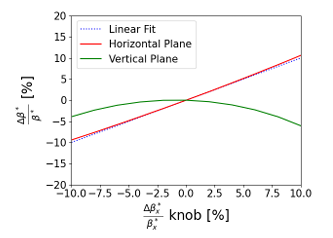 20
15
10
5
0
−5
−10
−15
−20
Δβ*/β* [%]
Linear Fit
Horizontal Plane
Vertical Plane
−10.0 −7.5 −5.0 −2.5 0.0 2.5 5.0 7.5 10.0
Δβ*ₓ/β*ₓ knob [%]